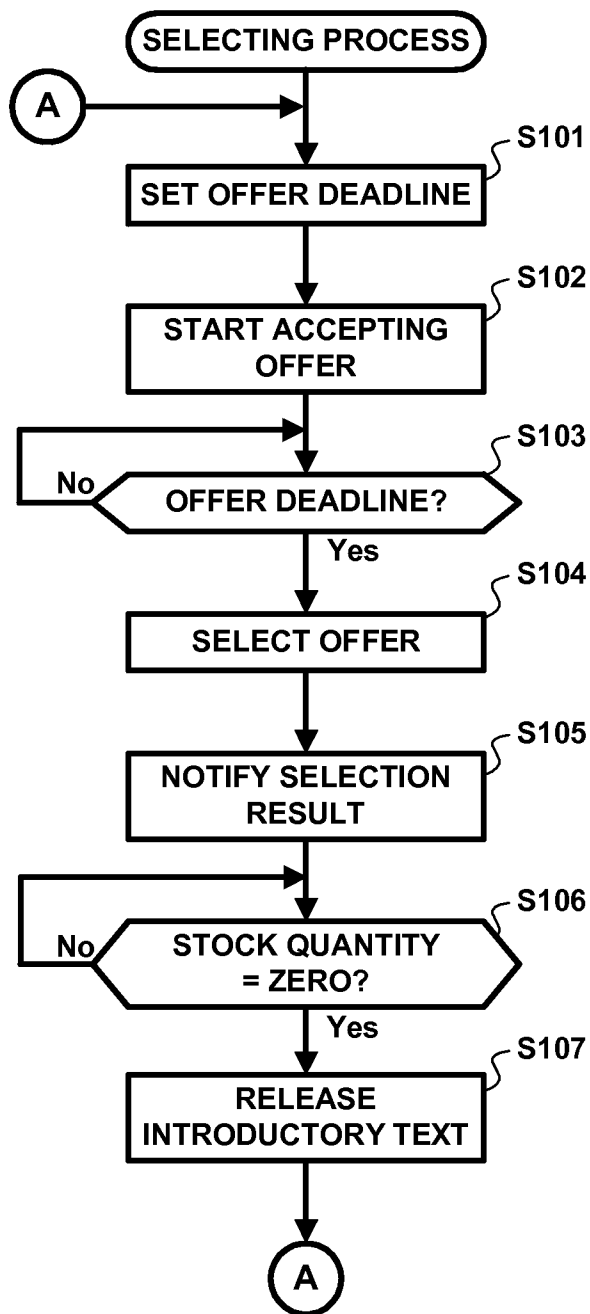 SELECTING PROCESS
A
S101
SET OFFER DEADLINE
S102
START ACCEPTING
OFFER
S103
No
OFFER DEADLINE?
Yes
S104
SELECT OFFER
S105
NOTIFY SELECTION
RESULT
S106
No
STOCK QUANTITY
= ZERO?
Yes
S107
RELEASE
INTRODUCTORY TEXT
A